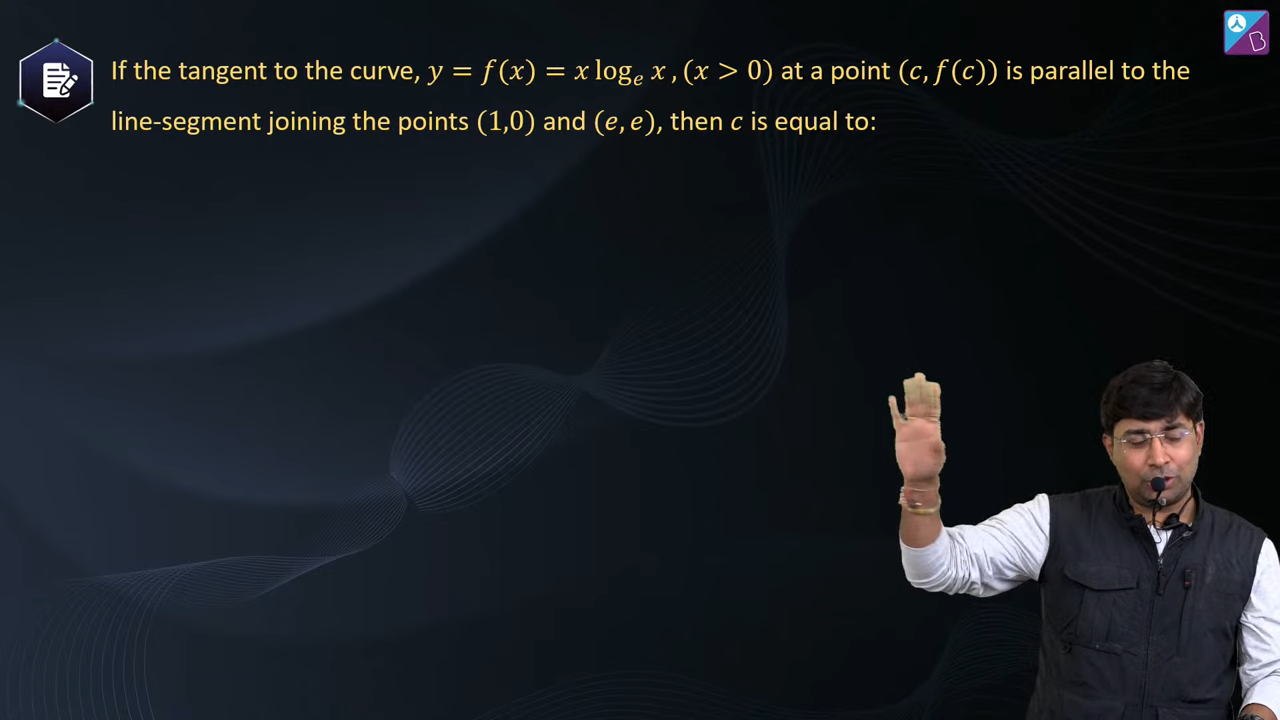 If the tangent to the curve, y = f(x) = x logₑ x , (x > 0) at a point (c, f(c)) is parallel to the
line-segment joining the points (1,0) and (e, e), then c is equal to:
B